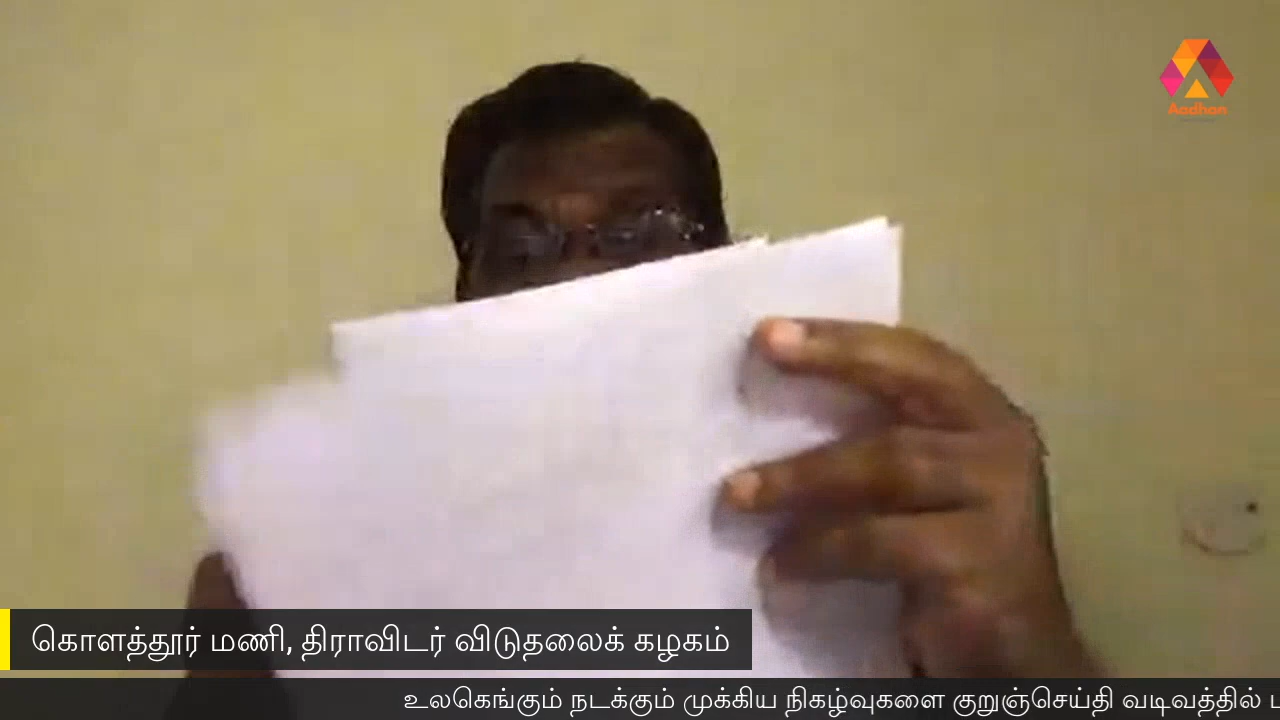 Aadhan
கொளத்தூர் மணி, திராவிடர் விடுதலைக் கழகம்
உலகெங்கும் நடக்கும் முக்கிய நிகழ்வுகளை குறுஞ்செய்தி வடிவத்தில்